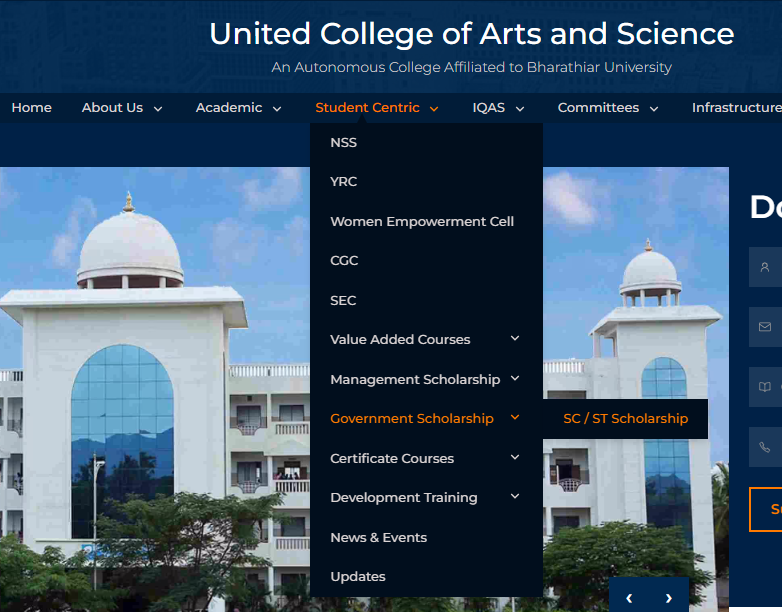 United College of Arts and Science
An Autonomous College Affiliated to Bharathiar University
Home About Us Academic Student Centric IQAS Committees Infrastructure
NSS
YRC
Women Empowerment Cell
CGC
SEC
Value Added Courses
Management Scholarship
Government Scholarship SC / ST Scholarship
Certificate Courses
Development Training
News & Events
Updates